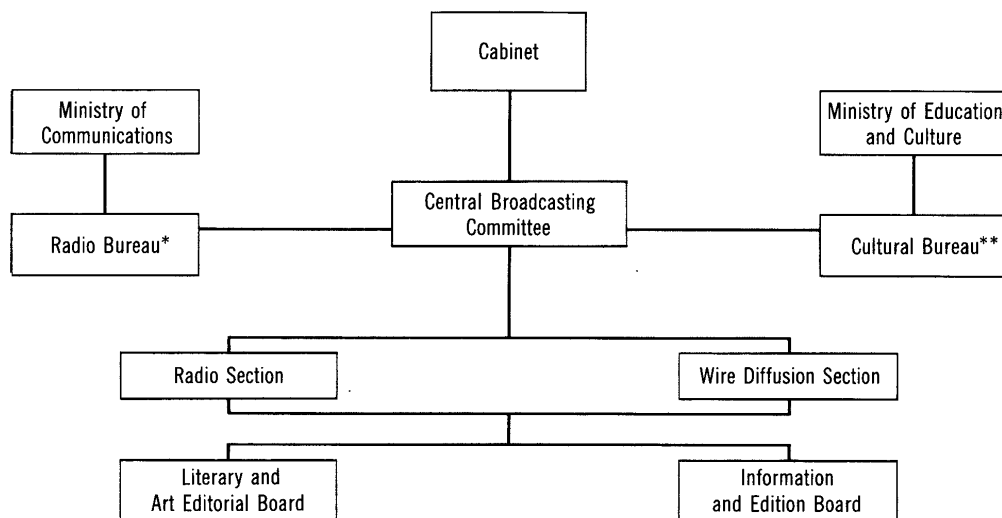 Cabinet
Ministry of
Communications
Ministry of Education
and Culture
Central Broadcasting
Committee
Radio Bureau*
Cultural Bureau**
Radio Section
Wire Diffusion Section
Literary and
Art Editorial Board
Information
and Edition Board